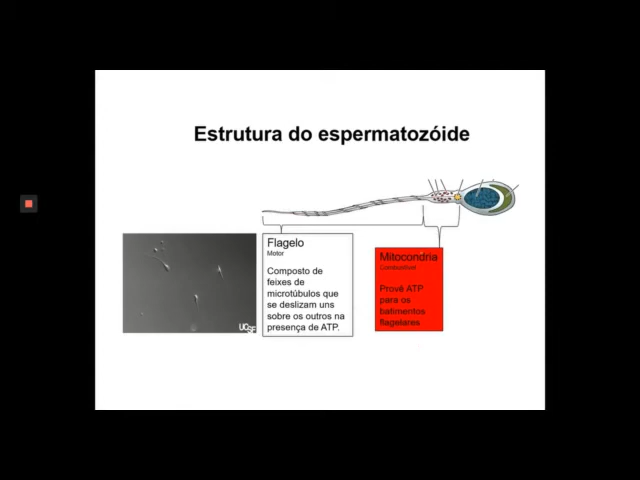 Estrutura do espermatozóide
Flagelo
Motor
Composto de
feixes de
microtúbulos que
se deslizam uns
sobre os outros na
presença de ATP.
Mitocondria
Combustível
Provê ATP
para os
batimentos
flagelares
UCSF